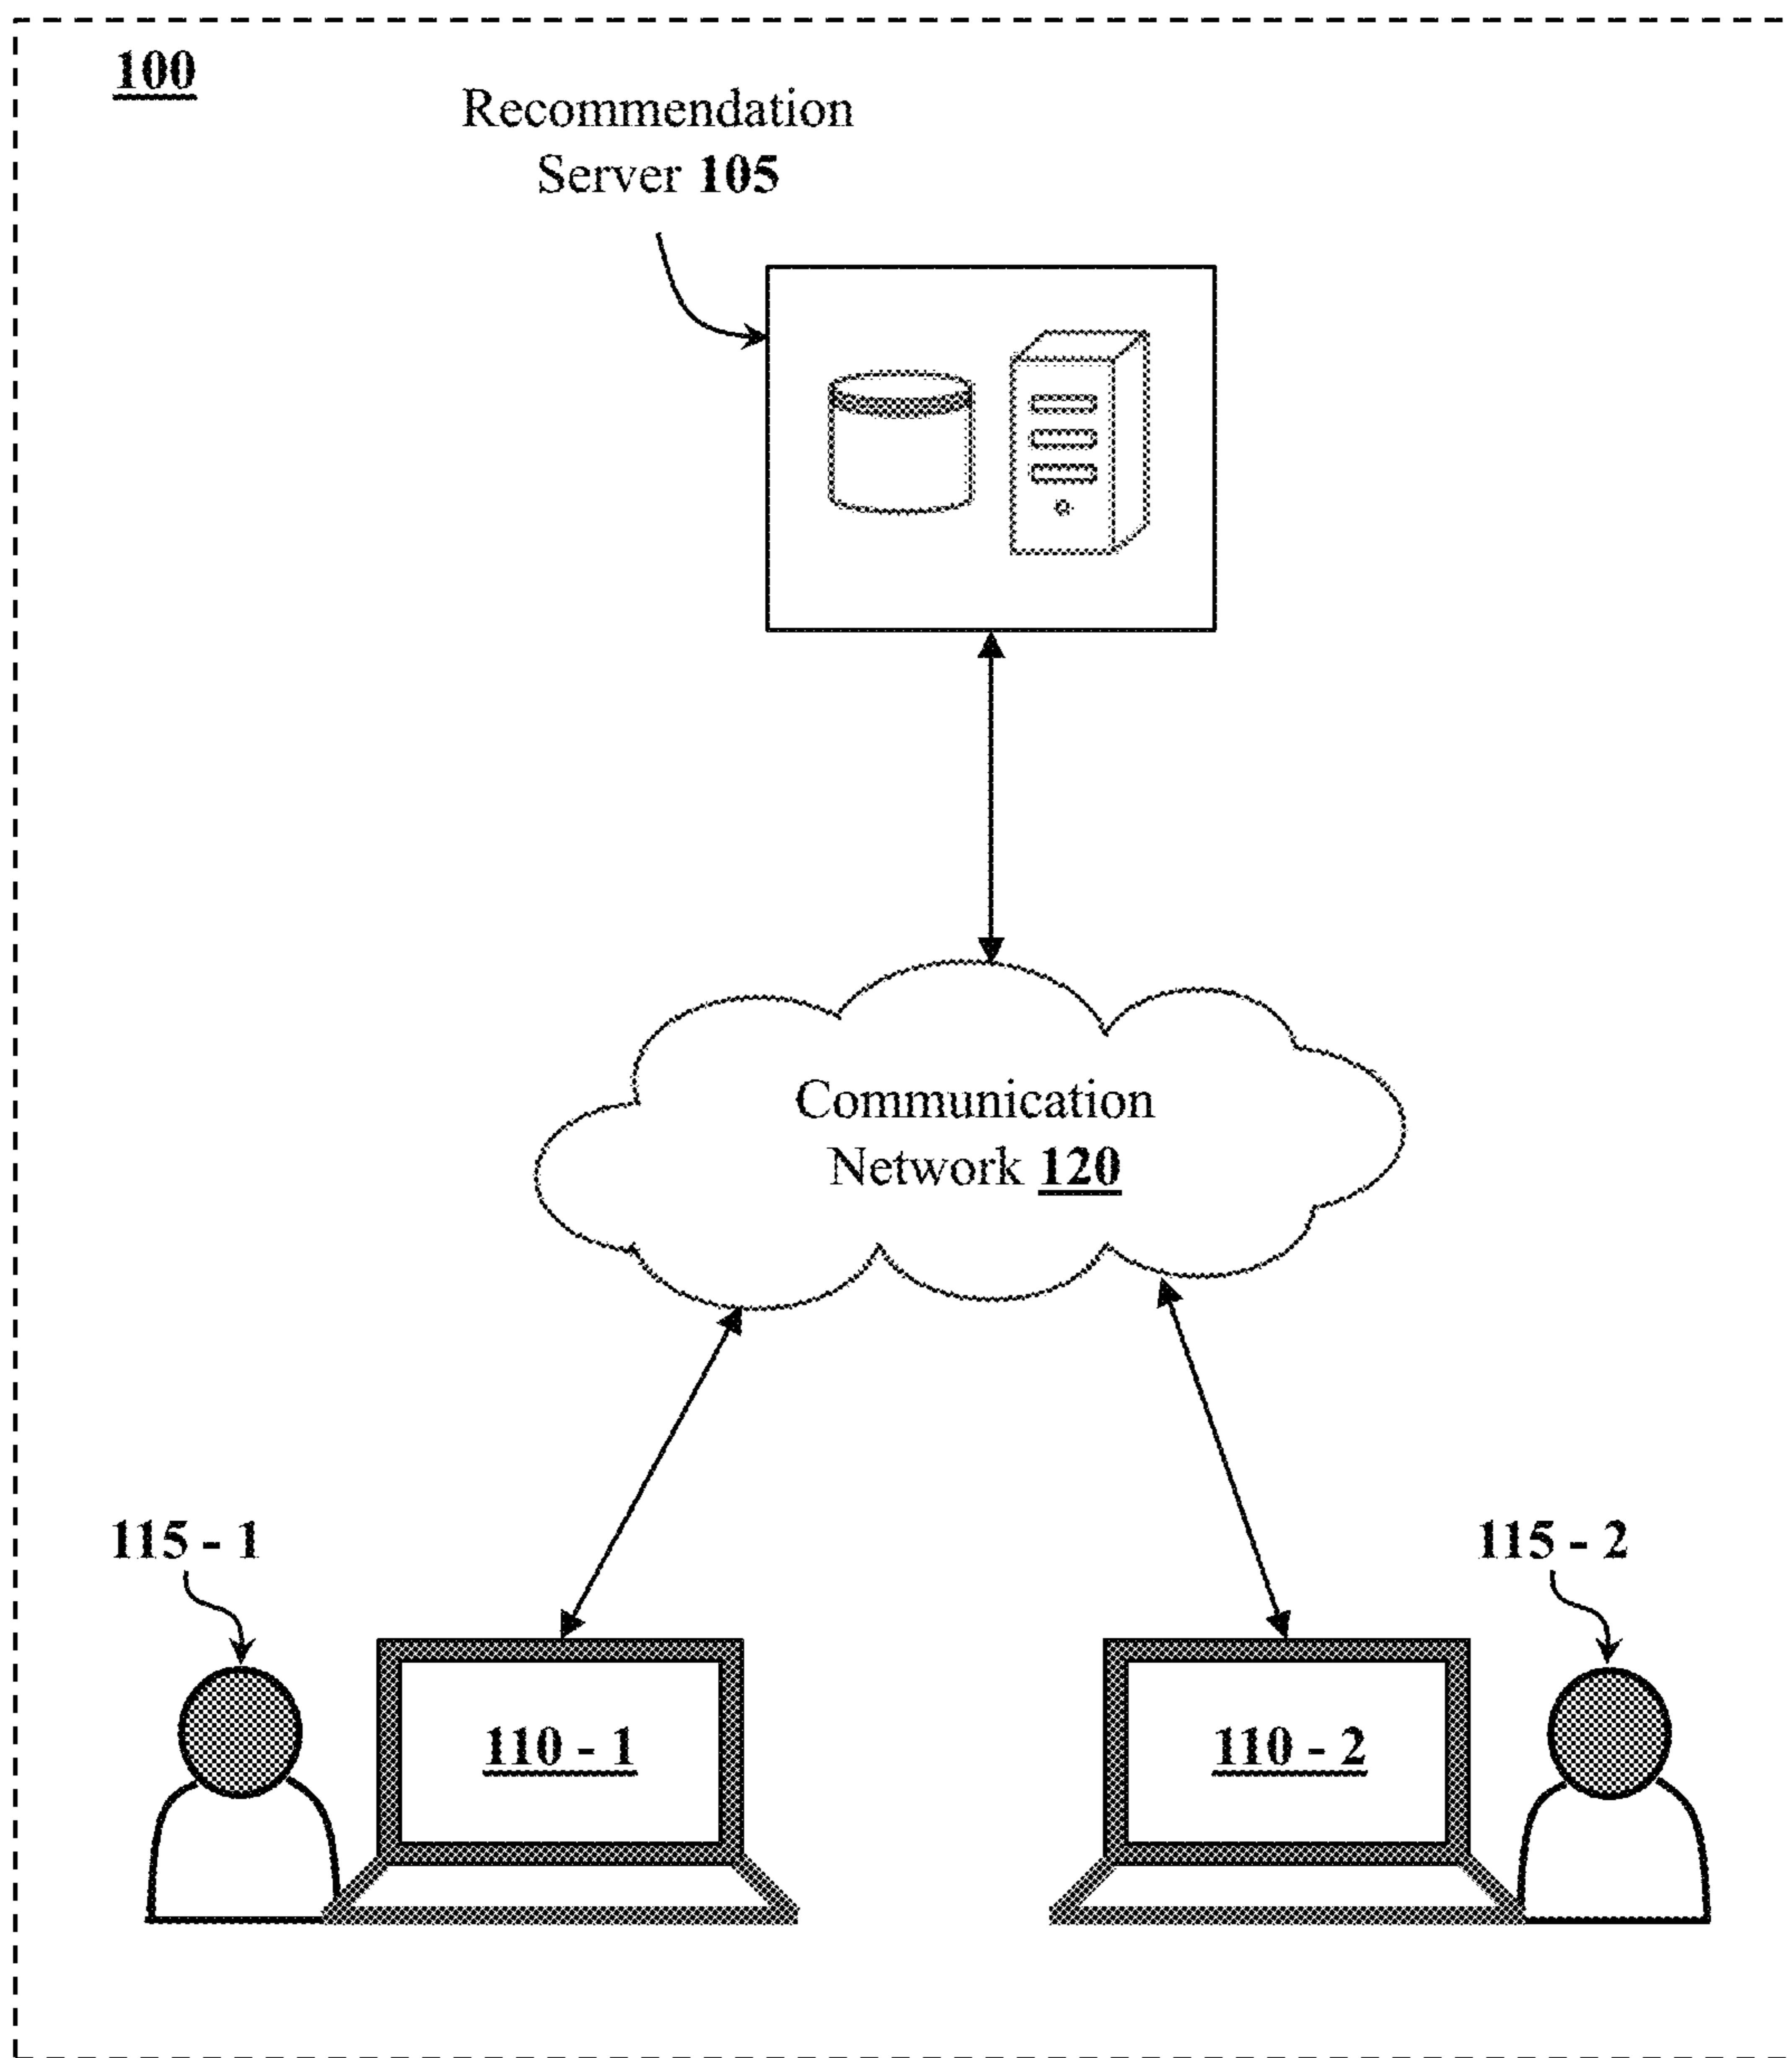 100
Recommendation
Server 105
Communication
Network 120
115 - 1
115 - 2
110 - 1
110 - 2